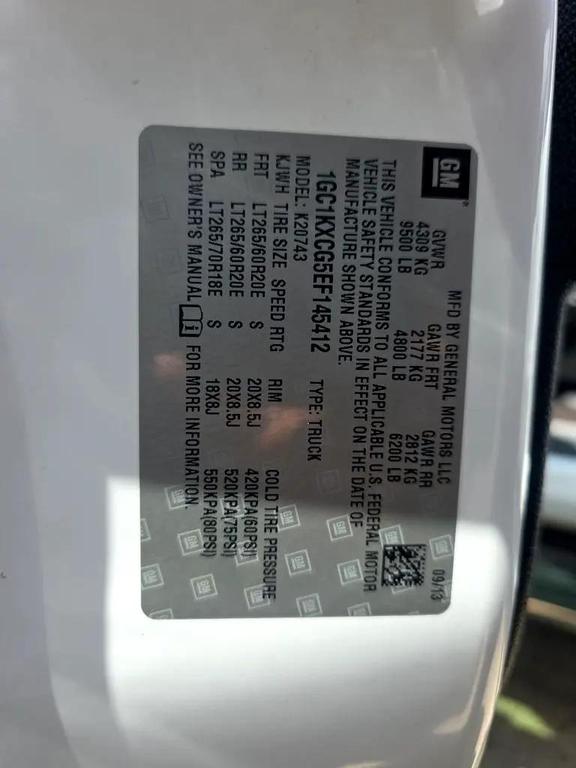 GM
MFD BY GENERAL MOTORS LLC 09/13
GVWR GAWR FRT GAWR RR
4309 KG 2177 KG 2812 KG
9500 LB 4800 LB 6200 LB
THIS VEHICLE CONFORMS TO ALL APPLICABLE U.S. FEDERAL MOTOR
VEHICLE SAFETY STANDARDS IN EFFECT ON THE DATE OF
MANUFACTURE SHOWN ABOVE.
1GC1KXCG5EF145412 TYPE: TRUCK
MODEL: K20743
KJWH TIRE SIZE SPEED RTG RIM COLD TIRE PRESSURE
FRT LT265/60R20E S 20X8.5J 420KPA(60PSI)
RR LT265/60R20E S 20X8.5J 520KPA(75PSI)
SPA LT265/70R18E S 18X8J 550KPA(80PSI)
SEE OWNER'S MANUAL FOR MORE INFORMATION.